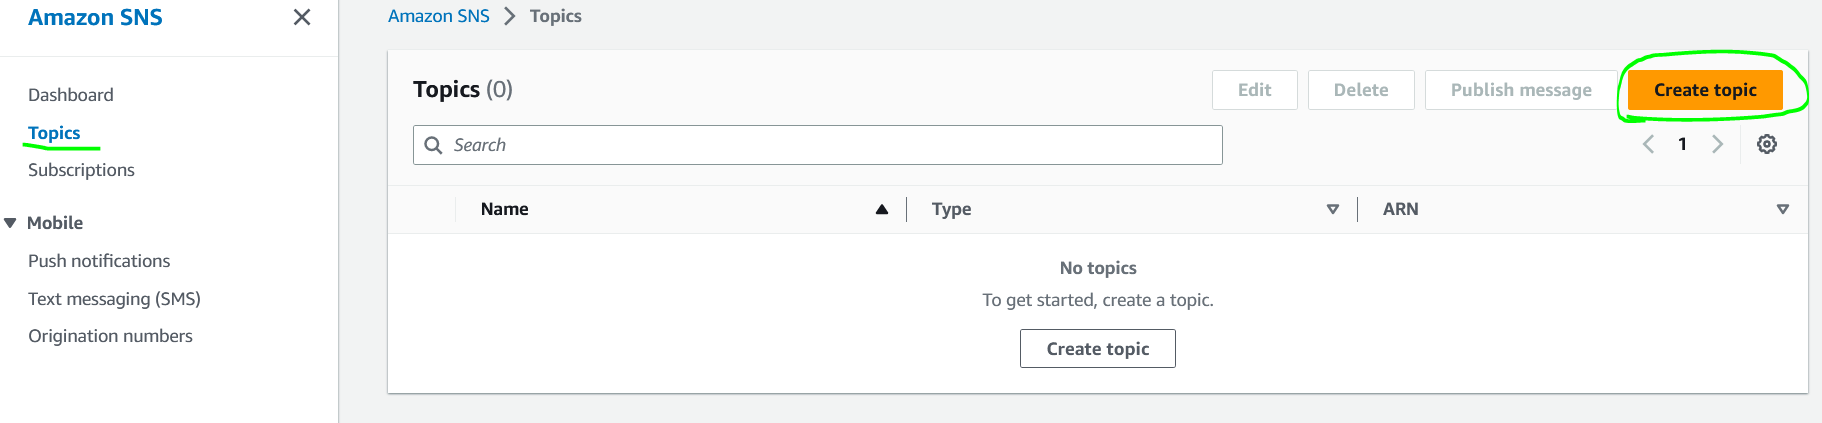 Amazon SNS
Dashboard
Topics
Subscriptions
Mobile
Push notifications
Text messaging (SMS)
Origination numbers
Amazon SNS > Topics
Topics (0)
Edit Delete Publish message Create topic
Search
1
Name Type ARN
No topics
To get started, create a topic.
Create topic